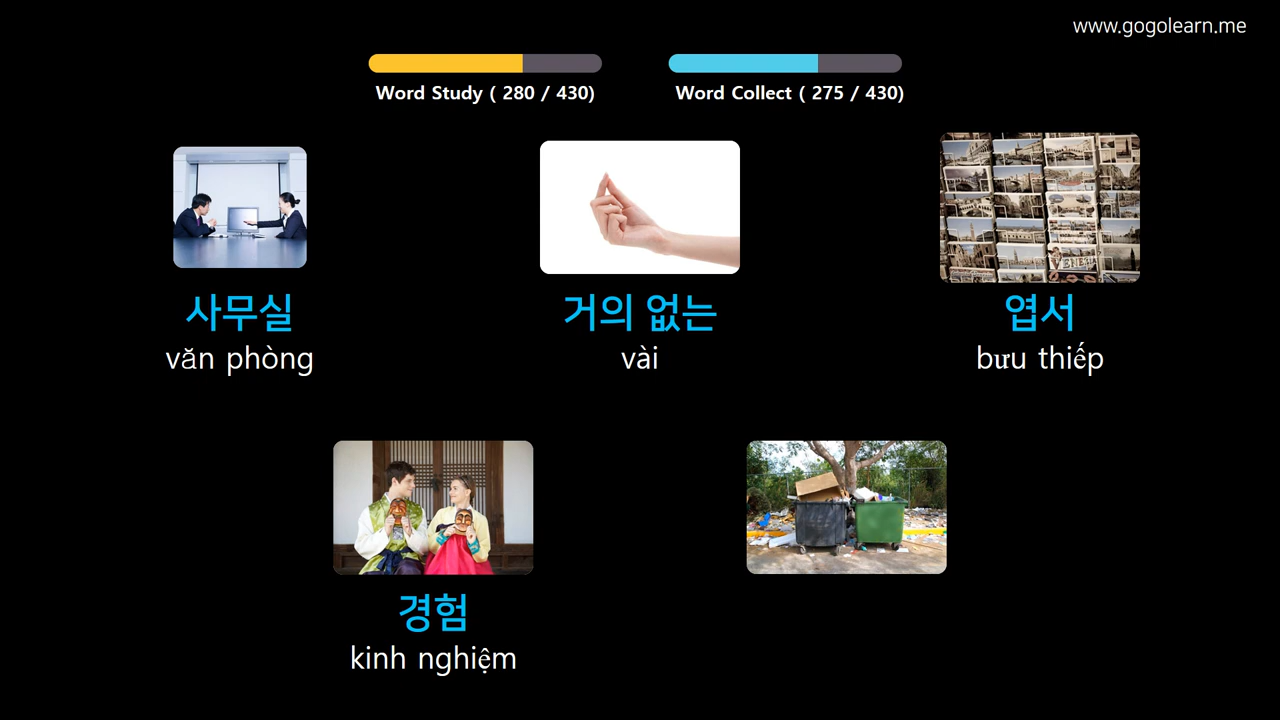 www.gogolearn.me
Word Study ( 280 / 430)
Word Collect ( 275 / 430)
사무실
văn phòng
거의 없는
vài
엽서
bưu thiếp
경험
kinh nghiệm